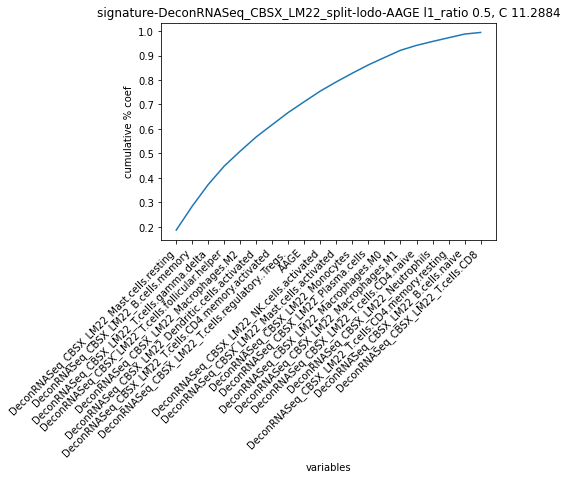 signature-DeconRNASeq_CBSX_LM22_split-lodo-AAGE l1_ratio 0.5, C 11.2884
cumulative % coef
1.0
0.9
0.8
0.7
0.6
0.5
0.4
0.3
0.2
DeconRNASeq_CBSX_LM22_Mast.cells.resting
DeconRNASeq_CBSX_LM22_B.cells.memory
DeconRNASeq_CBSX_LM22_T.cells.gamma.delta
DeconRNASeq_CBSX_LM22_T.cells.follicular.helper
DeconRNASeq_CBSX_LM22_Macrophages.M2
DeconRNASeq_CBSX_LM22_Dendritic.cells.activated
DeconRNASeq_CBSX_LM22_T.cells.CD4.memory.activated
DeconRNASeq_CBSX_LM22_T.cells.regulatory..Tregs.
AAGE
DeconRNASeq_CBSX_LM22_NK.cells.activated
DeconRNASeq_CBSX_LM22_Mast.cells.activated
DeconRNASeq_CBSX_LM22_Monocytes
DeconRNASeq_CBSX_LM22_Plasma.cells
DeconRNASeq_CBSX_LM22_Macrophages.M0
DeconRNASeq_CBSX_LM22_Macrophages.M1
DeconRNASeq_CBSX_LM22_T.cells.CD4.naive
DeconRNASeq_CBSX_LM22_Neutrophils
DeconRNASeq_CBSX_LM22_T.cells.CD4.memory.resting
DeconRNASeq_CBSX_LM22_B.cells.naive
DeconRNASeq_CBSX_LM22_T.cells.CD8
variables